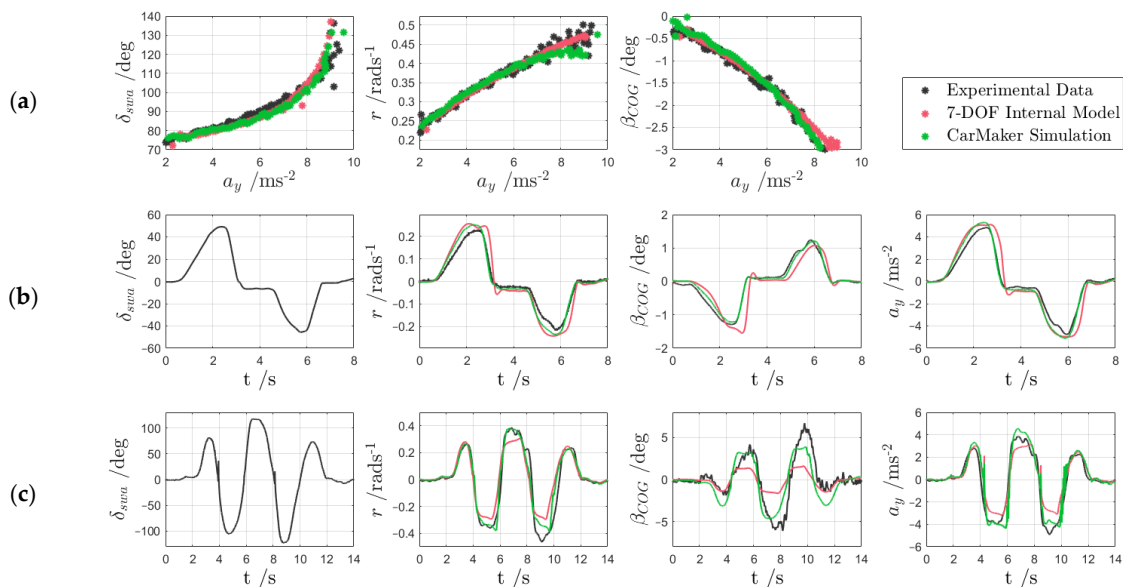 (a)
140
130
120
110
100
90
80
70
2 4 6 8 10
δswa /deg
ay /ms-2
0.5
0.45
0.4
0.35
0.3
0.25
0.2
2 4 6 8 10
r /rads-1
ay /ms-2
0
−0.5
−1
−1.5
−2
−2.5
−3
2 4 6 8 10
βCOG /deg
ay /ms-2
Experimental Data
7-DOF Internal Model
CarMaker Simulation
(b)
60
40
20
0
−20
−40
−60
0 2 4 6 8
δswa /deg
t /s
0.2
0.1
0
−0.1
−0.2
0 2 4 6 8
r /rads-1
t /s
2
1
0
−1
−2
0 2 4 6 8
βCOG /deg
t /s
6
4
2
0
−2
−4
−6
0 2 4 6 8
ay /ms-2
t /s
(c)
100
50
0
−50
−100
0 2 4 6 8 10 12 14
δswa /deg
t /s
0.4
0.2
0
−0.2
−0.4
0 2 4 6 8 10 12 14
r /rads-1
t /s
5
0
−5
0 2 4 6 8 10 12 14
βCOG /deg
t /s
6
4
2
0
−2
−4
−6
0 2 4 6 8 10 12 14
ay /ms-2
t /s